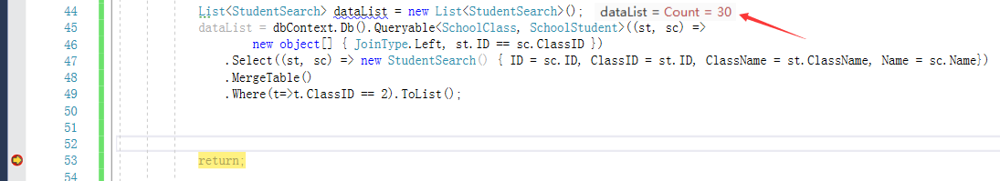 44 List<StudentSearch> dataList = new List<StudentSearch>(); dataList = Count = 30
45 dataList = dbContext.Db().Queryable<SchoolClass, SchoolStudent>((st, sc) =>
46 new object[] { JoinType.Left, st.ID == sc.ClassID })
47 .Select((st, sc) => new StudentSearch() { ID = sc.ID, ClassID = st.ID, ClassName = st.ClassName, Name = sc.Name})
48 .MergeTable()
49 .Where(t=>t.ClassID == 2).ToList();
50
51
52
53 return;
54